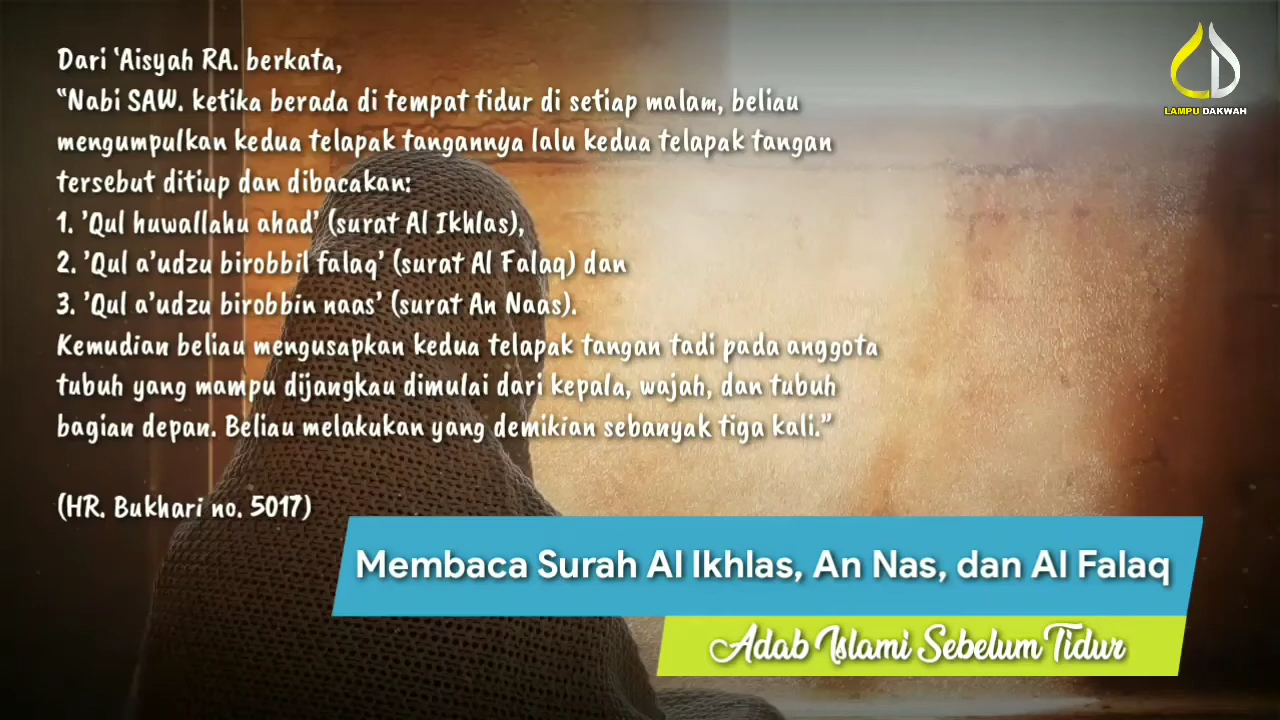 Dari 'Aisyah RA. berkata,
"Nabi SAW. ketika berada di tempat tidur di setiap malam, beliau
mengumpulkan kedua telapak tangannya lalu kedua telapak tangan
tersebut ditiup dan dibacakan:
1. 'Qul huwallahu ahad' (surat Al Ikhlas),
2. 'Qul a'udzu birobbil falaq' (surat Al Falaq) dan
3. 'Qul a'udzu birobbin naas' (surat An Naas).
Kemudian beliau mengusapkan kedua telapak tangan tadi pada anggota
tubuh yang mampu dijangkau dimulai dari kepala, wajah, dan tubuh
bagian depan. Beliau melakukan yang demikian sebanyak tiga kali."
(HR. Bukhari no. 5017)
LAMPU DAKWAH
Membaca Surah Al Ikhlas, An Nas, dan Al Falaq
Adab Islami Sebelum Tidur